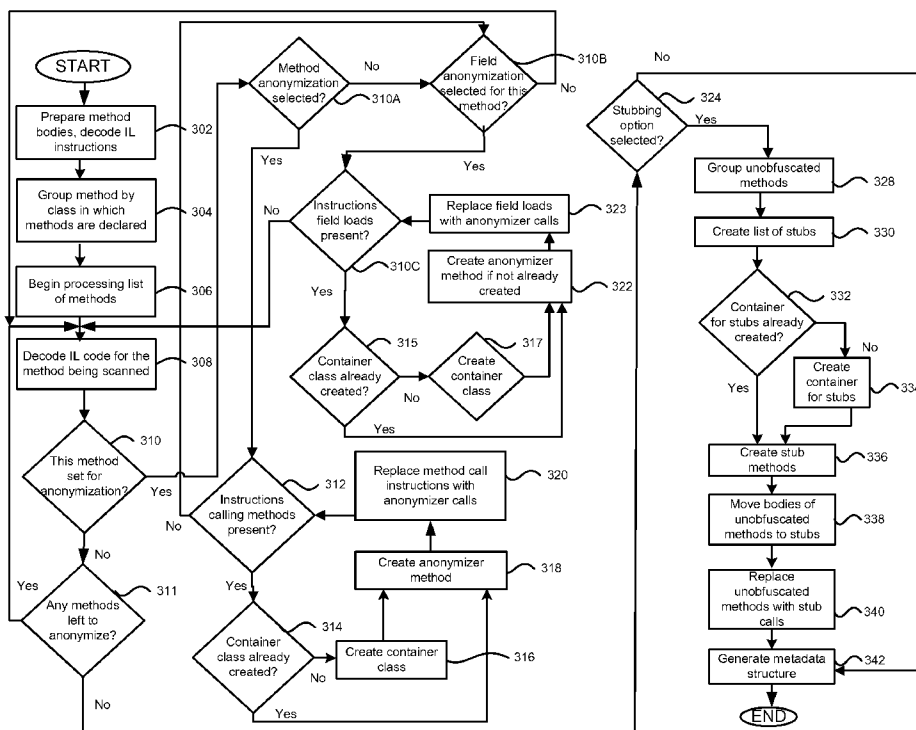 START
Prepare method
bodies, decode IL
instructions
302
Group method by
class in which
methods are declared
304
Begin processing list
of methods
306
Decode IL code for the
method being scanned
308
310
This method
set for
anonymization?
Yes
No
311
Any methods
left to
anonymize?
Yes
No
Method
anonymization
selected?
310A
No
Yes
Field
anonymization
selected for this
method?
310B
No
Yes
Instructions
field loads
present?
310C
No
Yes
Replace field loads
with anonymizer calls
323
Create anonymizer
method if not already
created
322
315
Container
class already
created?
No
Yes
317
Create
container
class
312
Instructions
calling methods
present?
No
Yes
Replace method call
instructions with
anonymizer calls
320
Create anonymizer
method
318
314
Container
class already
created?
No
Yes
Create container
class
316
No
324
Stubbing
option
selected?
Yes
Group unobfuscated
methods
328
Create list of stubs
330
332
Container
for stubs already
created?
No
Yes
Create
container
for stubs
334
Create stub
methods
336
Move bodies of
unobfuscated
methods to stubs
338
Replace
unobfuscated
methods with stub
calls
340
Generate metadata
structure
342
END